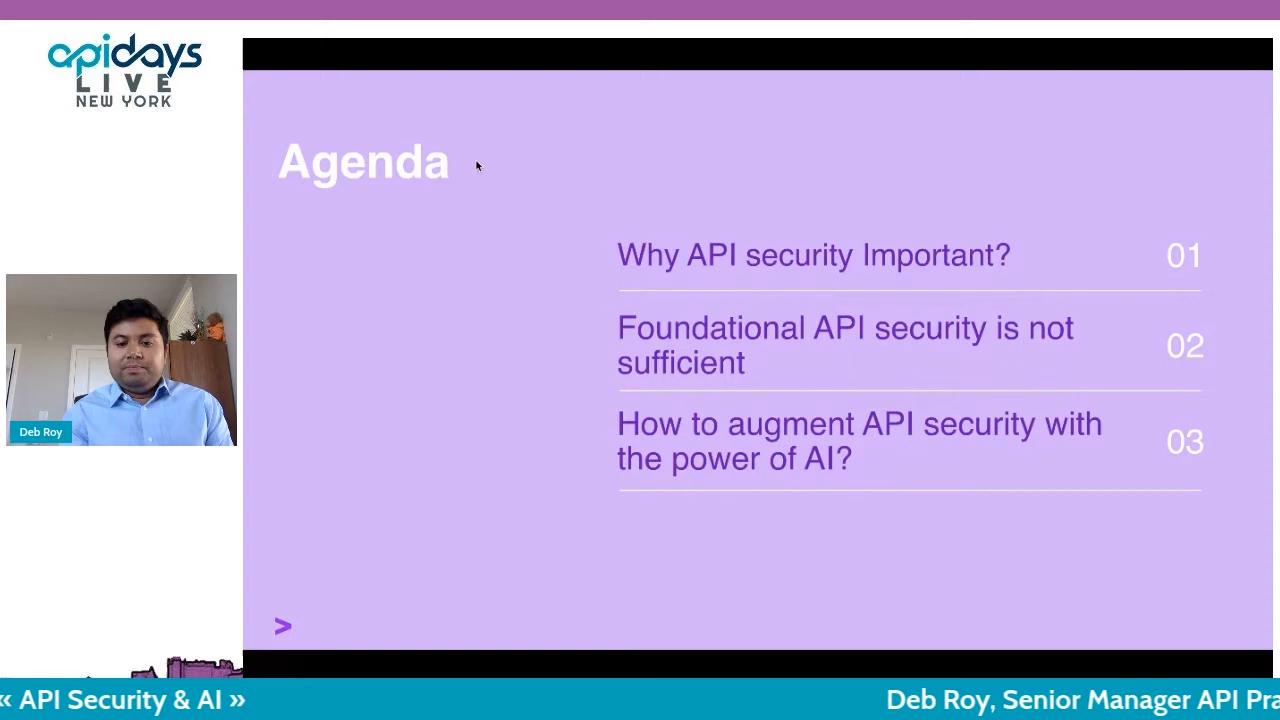 apidays
LIVE
NEW YORK
Agenda
Why API security Important?
01
Foundational API security is not
sufficient
02
How to augment API security with
the power of AI?
03
Deb Roy
>
« API Security & AI »
Deb Roy, Senior Manager API Pra